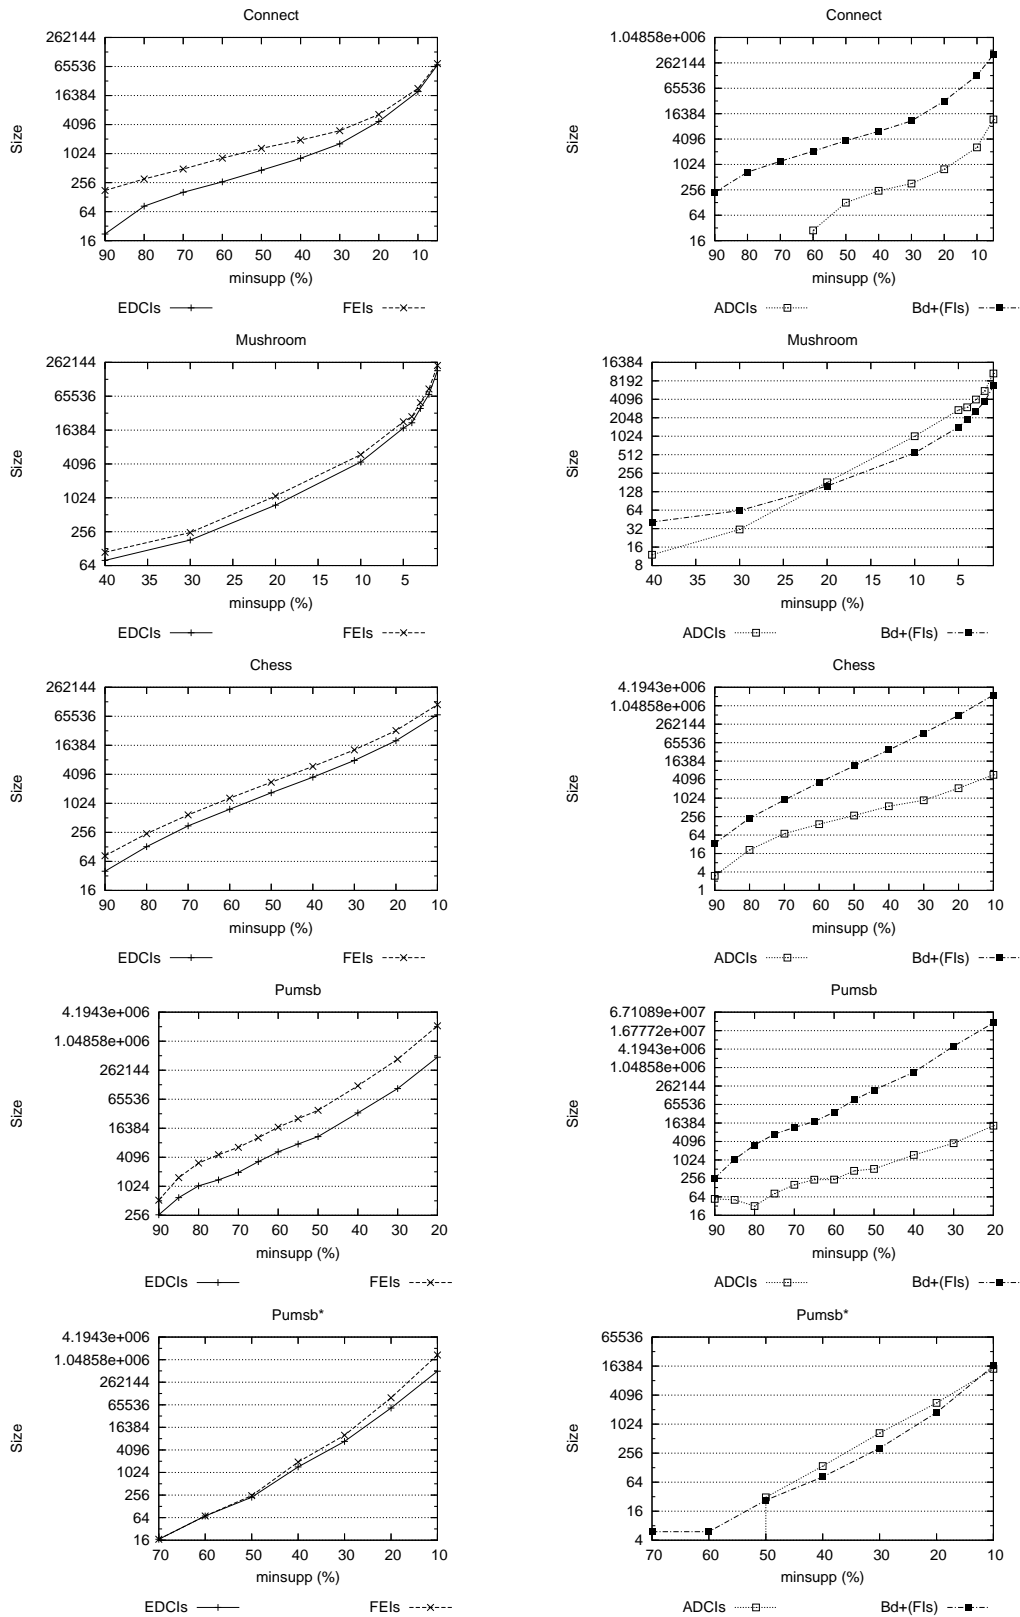 Connect
262144
65536
16384
4096
1024
256
64
16
Size
90 80 70 60 50 40 30 20 10
minsupp (%)
EDCIs FEIs
Connect
1.04858e+006
262144
65536
16384
4096
1024
256
64
16
Size
90 80 70 60 50 40 30 20 10
minsupp (%)
ADCIs Bd+(FIs)
Mushroom
262144
65536
16384
4096
1024
256
64
Size
40 35 30 25 20 15 10 5
minsupp (%)
EDCIs FEIs
Mushroom
16384
8192
4096
2048
1024
512
256
128
64
32
16
8
Size
40 35 30 25 20 15 10 5
minsupp (%)
ADCIs Bd+(FIs)
Chess
262144
65536
16384
4096
1024
256
64
16
Size
90 80 70 60 50 40 30 20 10
minsupp (%)
EDCIs FEIs
Chess
4.1943e+006
1.04858e+006
262144
65536
16384
4096
1024
256
64
16
4
1
Size
90 80 70 60 50 40 30 20 10
minsupp (%)
ADCIs Bd+(FIs)
Pumsb
4.1943e+006
1.04858e+006
262144
65536
16384
4096
1024
256
Size
90 80 70 60 50 40 30 20
minsupp (%)
EDCIs FEIs
Pumsb
6.71089e+007
1.67772e+007
4.1943e+006
1.04858e+006
262144
65536
16384
4096
1024
256
64
16
Size
90 80 70 60 50 40 30 20
minsupp (%)
ADCIs Bd+(FIs)
Pumsb*
4.1943e+006
1.04858e+006
262144
65536
16384
4096
1024
256
64
16
Size
70 60 50 40 30 20 10
minsupp (%)
EDCIs FEIs
Pumsb*
65536
16384
4096
1024
256
64
16
4
Size
70 60 50 40 30 20 10
minsupp (%)
ADCIs Bd+(FIs)